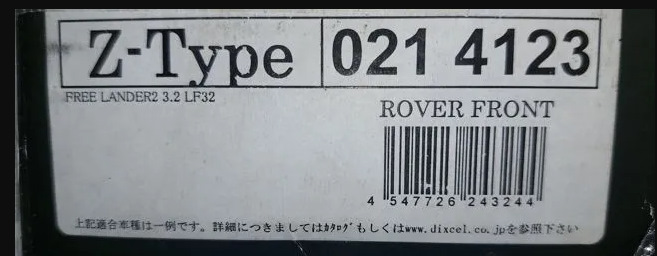 Z-Type 021 4123
FREE LANDER2 3.2 LF32
ROVER FRONT
4 547726 243244
上記適合車種は一例です。詳細につきましてはｶﾀﾛｸﾞもしくはwww.dixcel.co.jpを参照下さい